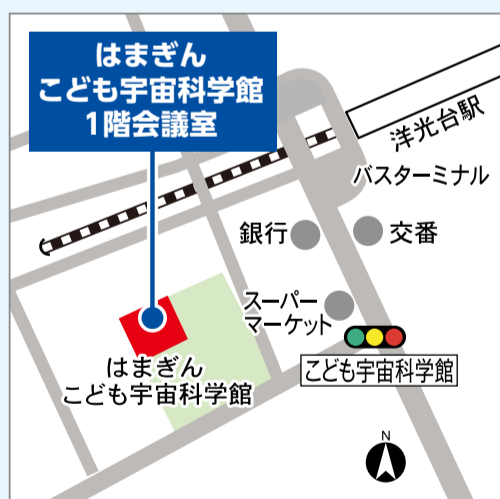 はまぎん
こども宇宙科学館
1階会議室
洋光台駅
バスターミナル
銀行
交番
スーパー
マーケット
こども宇宙科学館
はまぎん
こども宇宙科学館
N